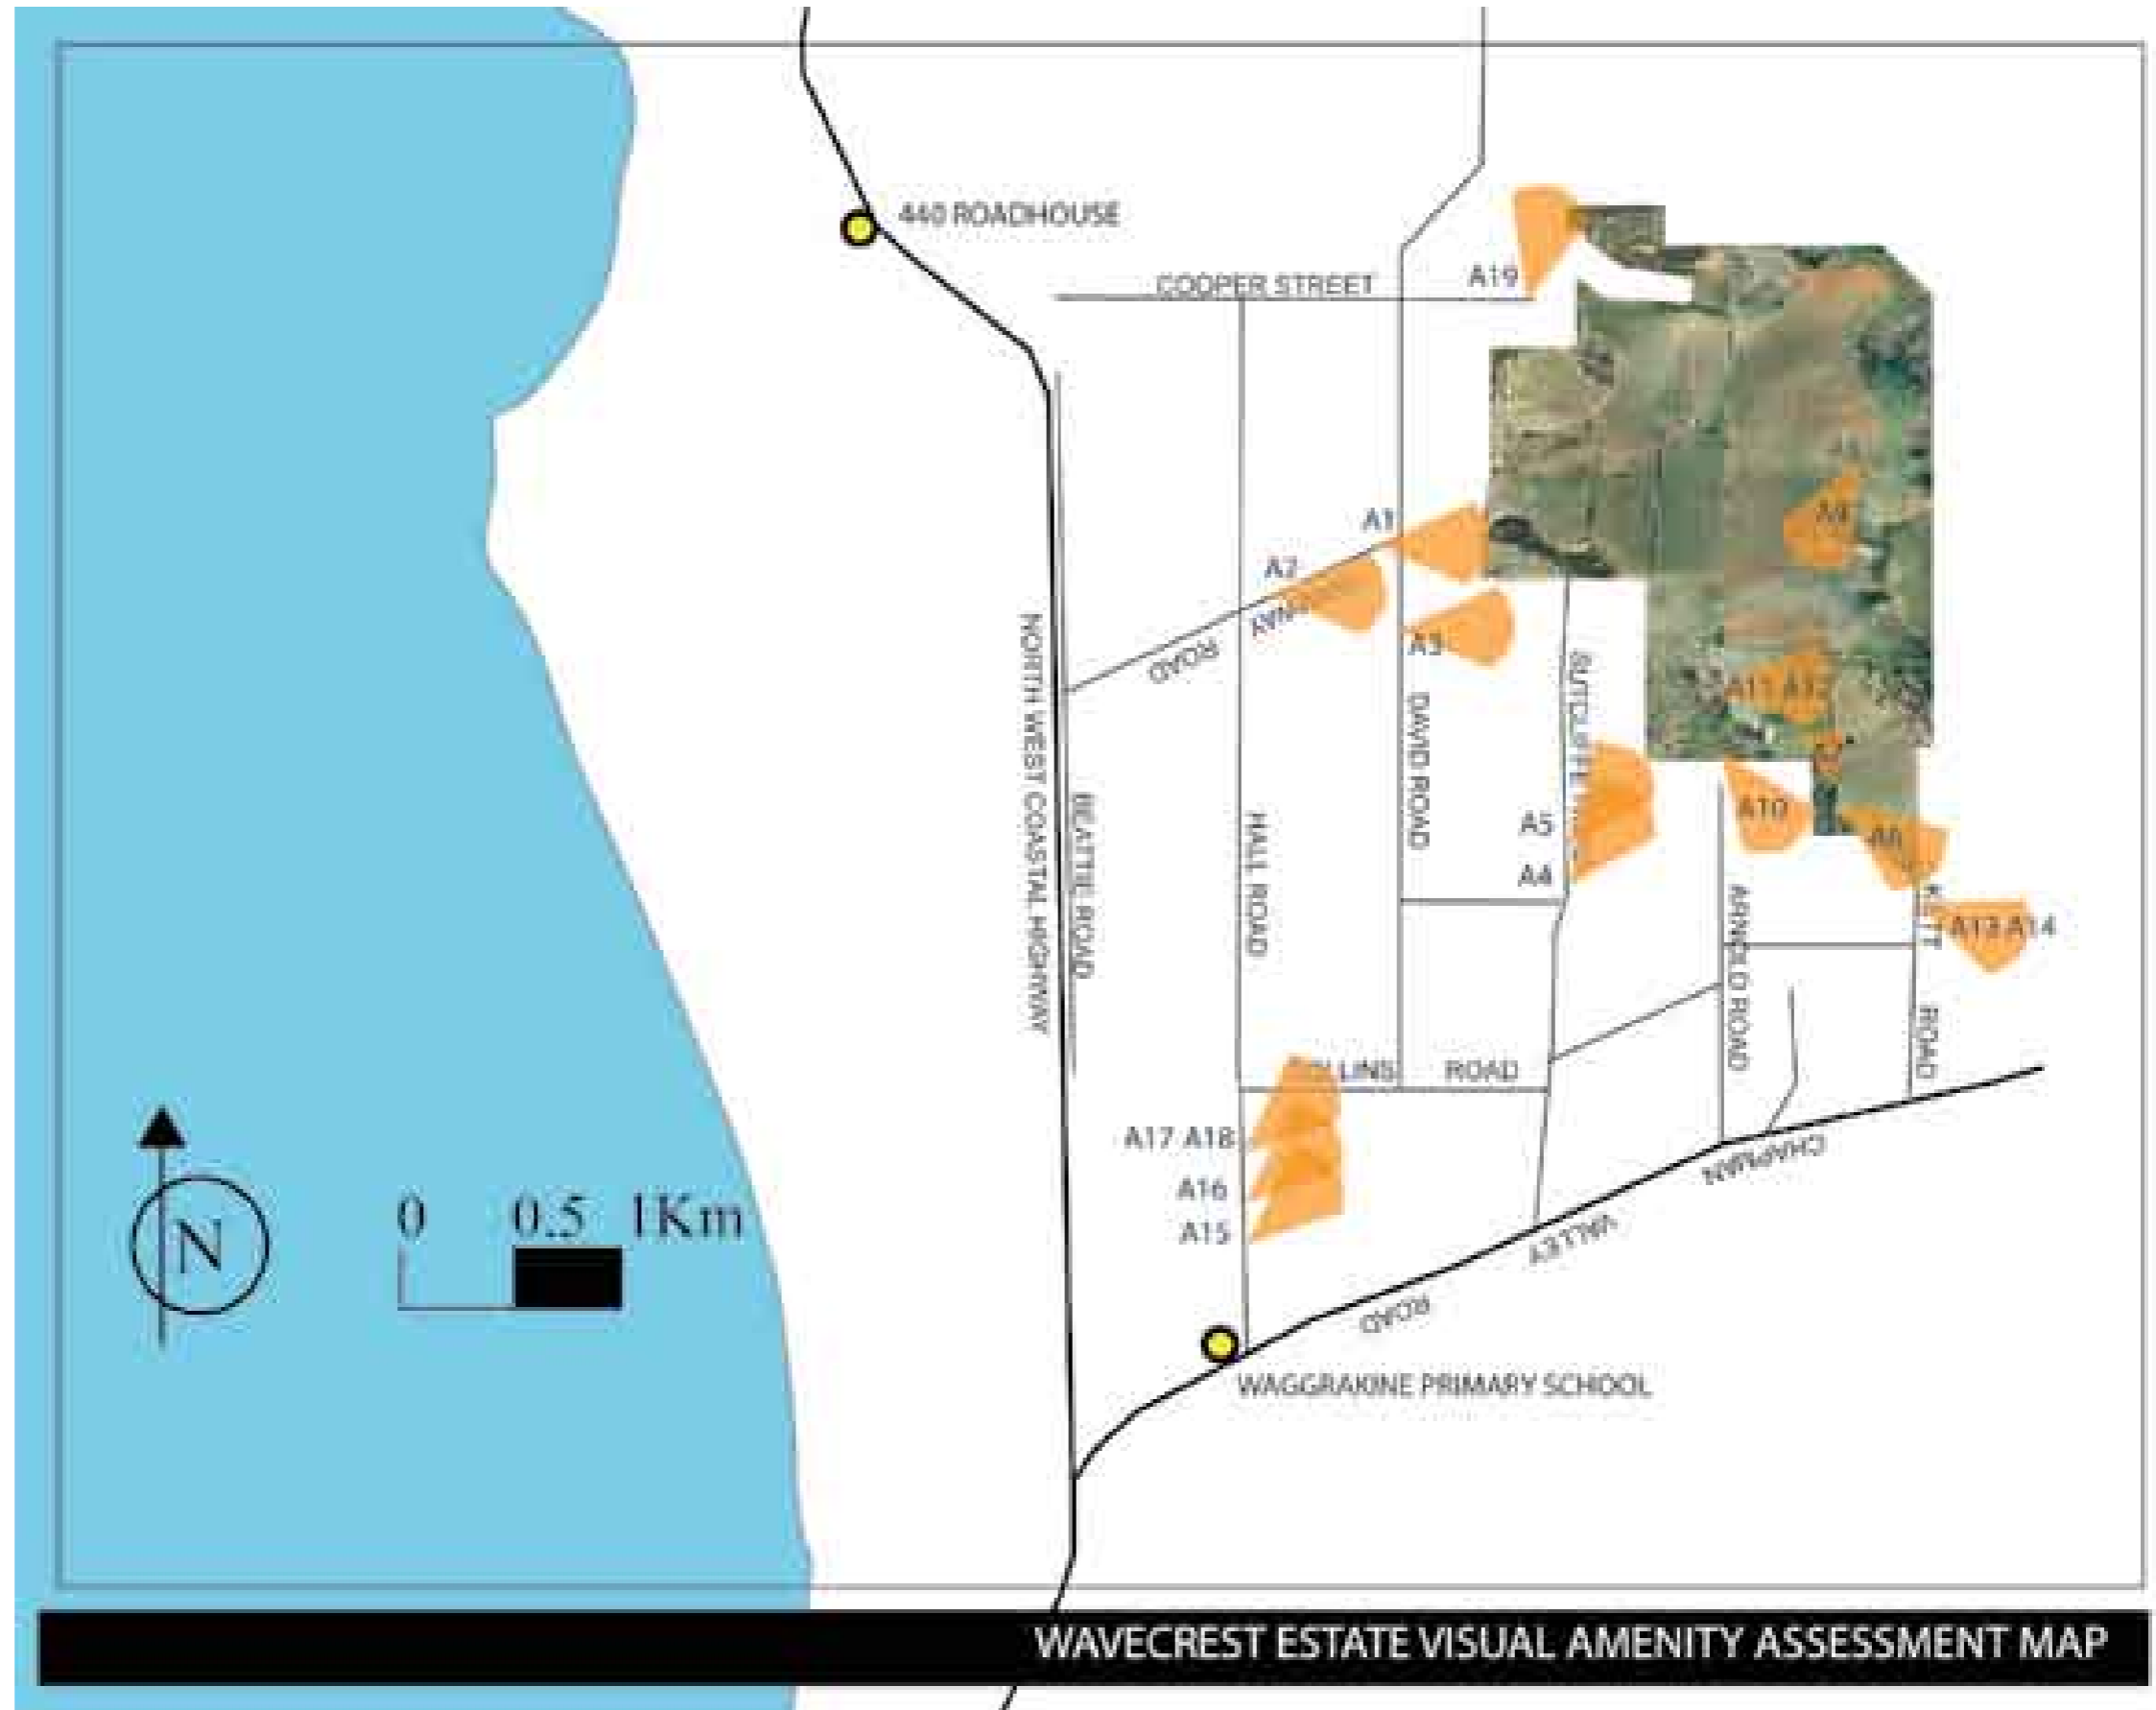 440 ROADHOUSE
COOPER STREET
A19
A1
A2
A3
ROAD
A9
A11 A12
SUTCLIFFE
DAVID ROAD
NORTH WEST COASTAL HIGHWAY
BEATTIE ROAD
HALL ROAD
A5
A4
A10
ARNOLD ROAD
A13 A14
ROAD
ROAD
A17 A18
A16
A15
CHAPMAN
VALLEY
ROAD
WAGGRAKINE PRIMARY SCHOOL
N
0 0.5 1Km
WAVECREST ESTATE VISUAL AMENITY ASSESSMENT MAP